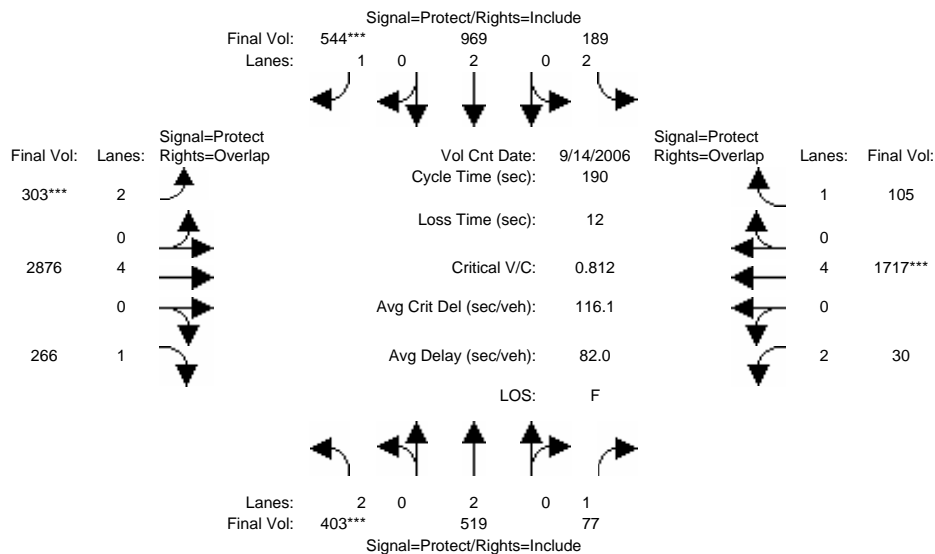 Signal=Protect/Rights=Include
Final Vol: 544*** 969 189
Lanes: 1 0 2 0 2
Signal=Protect Signal=Protect
Final Vol: Lanes: Rights=Overlap Vol Cnt Date: 9/14/2006 Rights=Overlap Lanes: Final Vol:
Cycle Time (sec): 190
303*** 2 1 105
Loss Time (sec): 12
0 0
2876 4 Critical V/C: 0.812 4 1717***
0 Avg Crit Del (sec/veh): 116.1 0
266 1 Avg Delay (sec/veh): 82.0 2 30
LOS: F
Lanes: 2 0 2 0 1
Final Vol: 403*** 519 77
Signal=Protect/Rights=Include